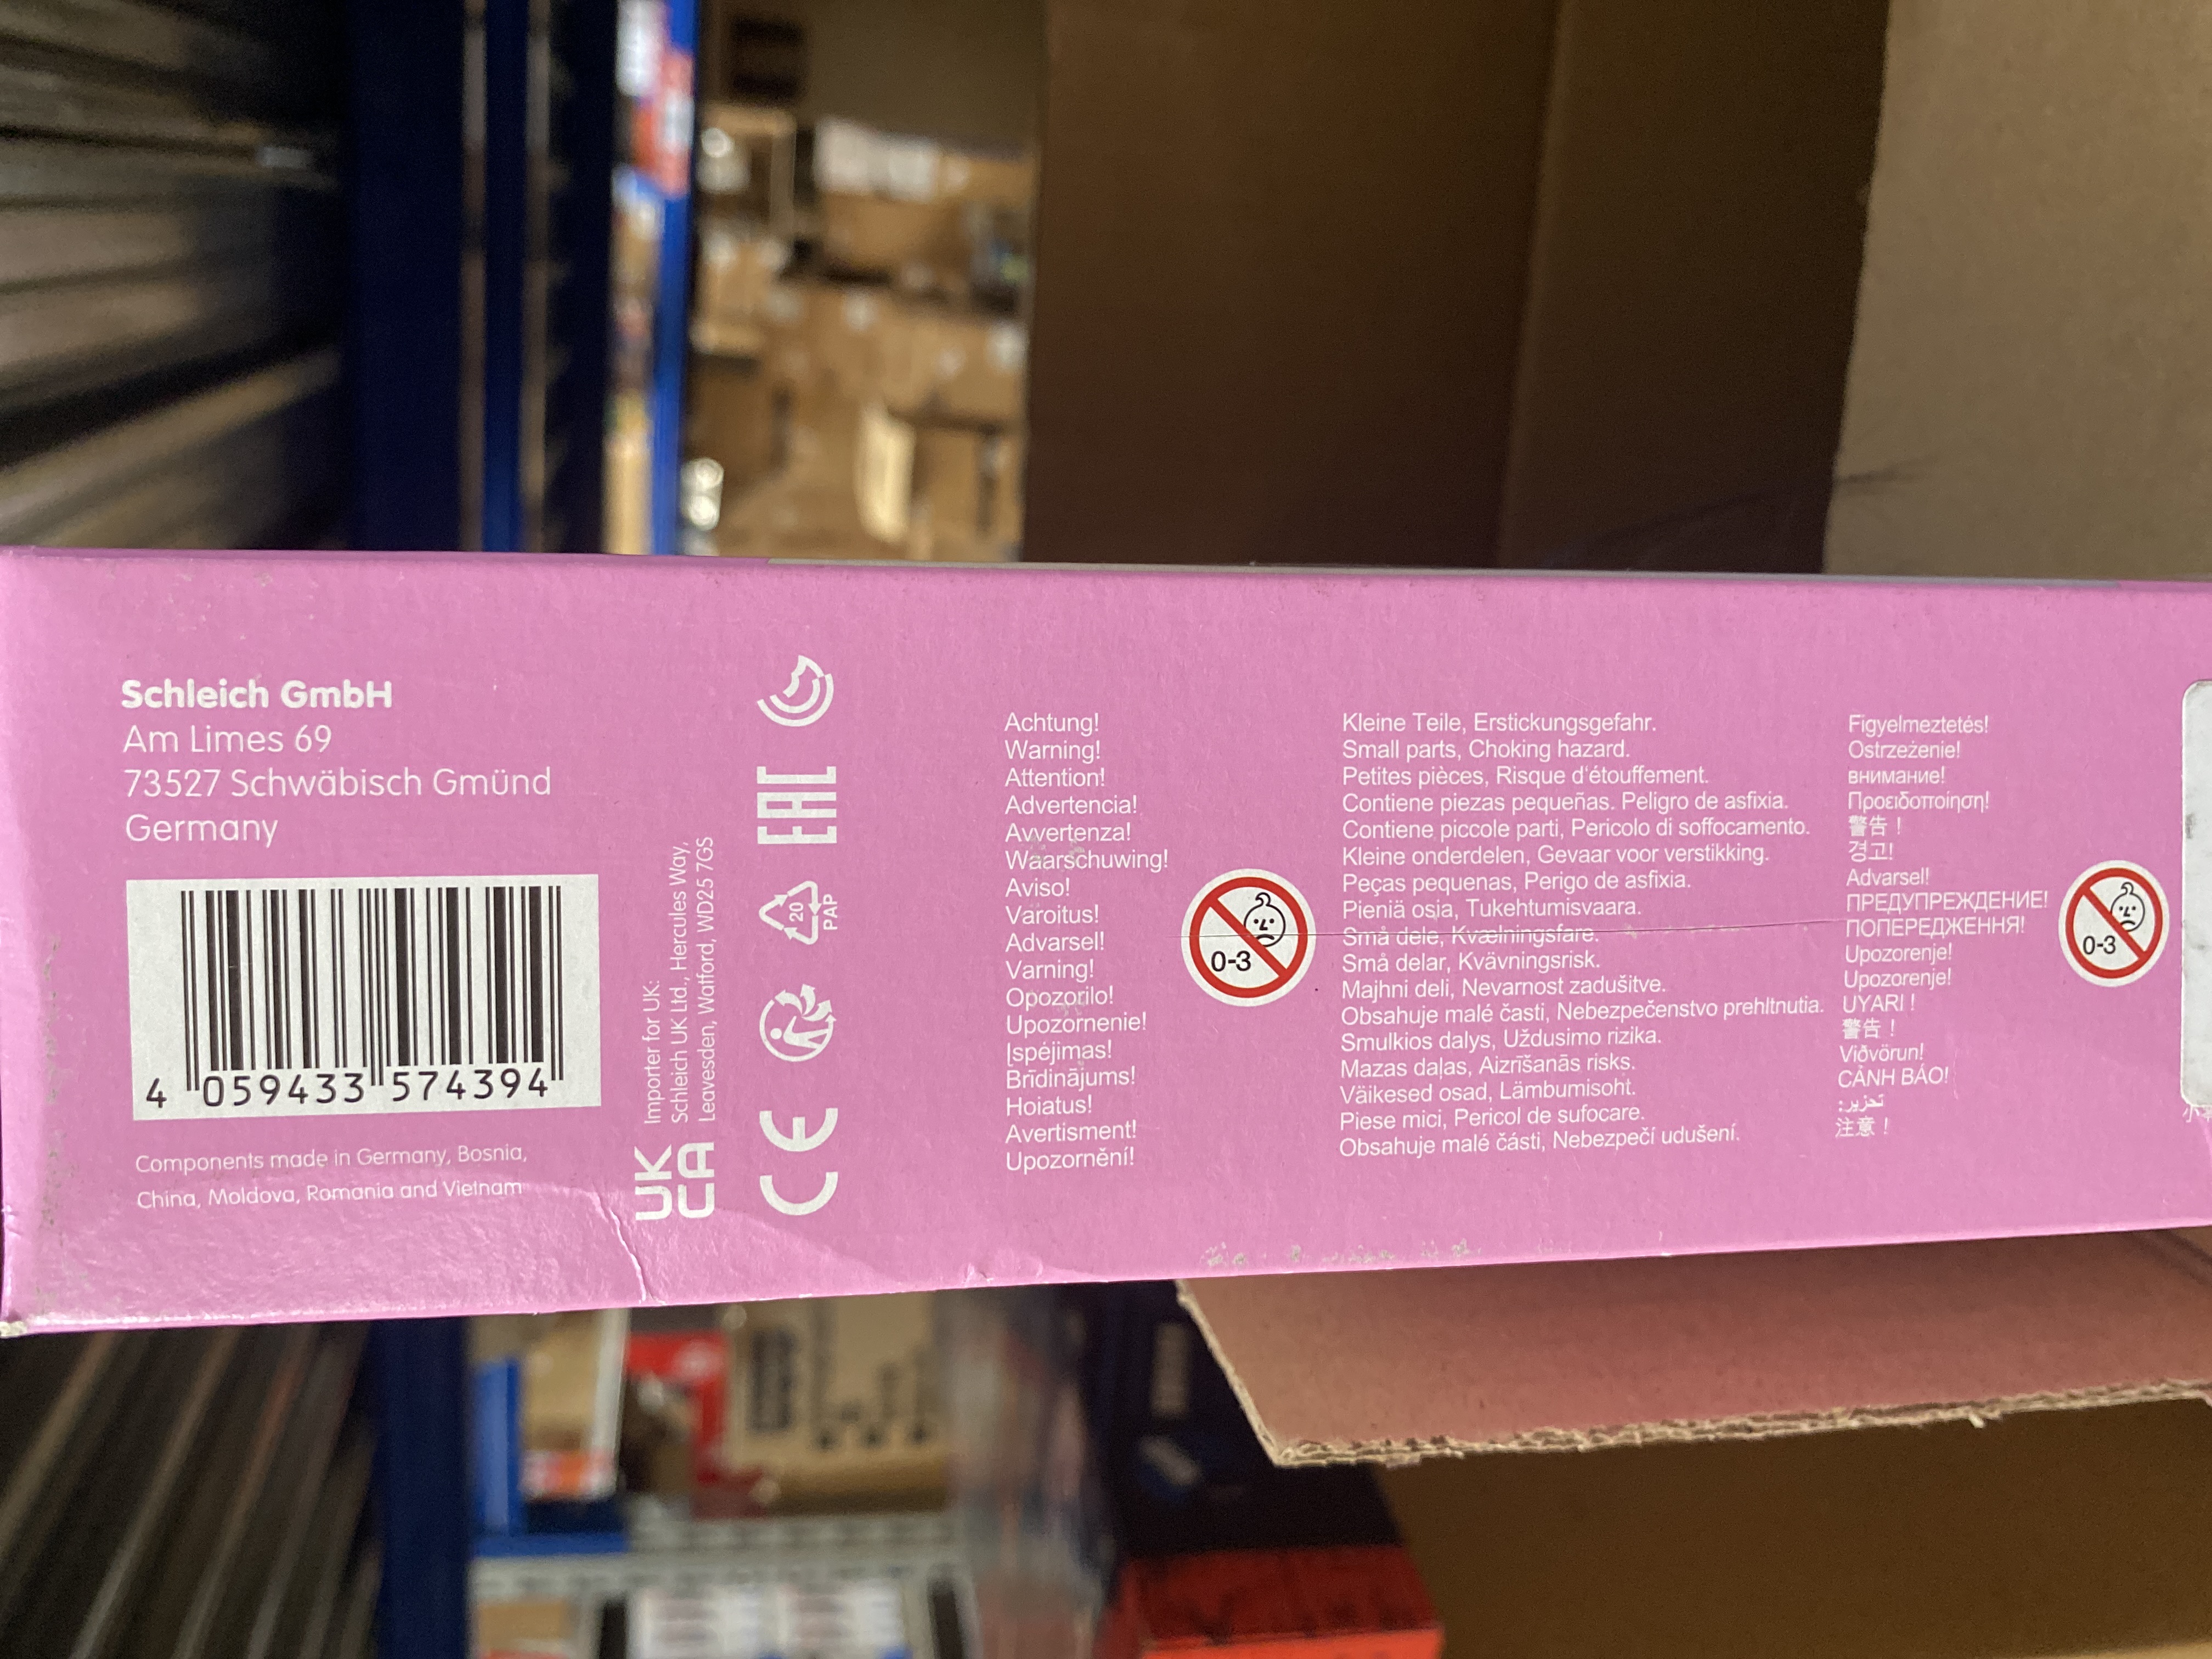 Schleich GmbH
Am Limes 69
73527 Schwäbisch Gmünd
Germany
4 059433 574394
Components made in Germany, Bosnia,
China, Moldova, Romania and Vietnam
Importer for UK:
Schleich UK Ltd., Hercules Way,
Leavesden, Watford, WD25 7GS
UK
CA
EAC
20
PAP
CE
Achtung!
Warning!
Attention!
Advertencia!
Avvertenza!
Waarschuwing!
Aviso!
Varoitus!
Advarsel!
Varning!
Opozorilo!
Upozornenie!
Įspėjimas!
Brīdinājums!
Hoiatus!
Avertisment!
Upozornění!
0-3
Kleine Teile, Erstickungsgefahr.
Small parts, Choking hazard.
Petites pièces, Risque d'étouffement.
Contiene piezas pequeñas. Peligro de asfixia.
Contiene piccole parti, Pericolo di soffocamento.
Kleine onderdelen, Gevaar voor verstikking.
Peças pequenas, Perigo de asfixia.
Pieniä osia, Tukehtumisvaara.
Små dele, Kvælningsfare.
Små delar, Kvävningsrisk.
Majhni deli, Nevarnost zadušitve.
Obsahuje malé časti, Nebezpečenstvo prehltnutia.
Smulkios dalys, Uždusimo rizika.
Mazas daļas, Aizrīšanās risks.
Väikesed osad, Lämbumisoht.
Piese mici, Pericol de sufocare.
Obsahuje malé části, Nebezpečí udušení.
Figyelmeztetés!
Ostrzeżenie!
внимание!
Προειδοποίηση!
警告！
경고!
Advarsel!
ПРЕДУПРЕЖДЕНИЕ!
ПОПЕРЕДЖЕННЯ!
Upozorenje!
Upozorenje!
UYARI !
警告！
Viðvörun!
CẢNH BÁO!
تحذير:
注意！
0-3